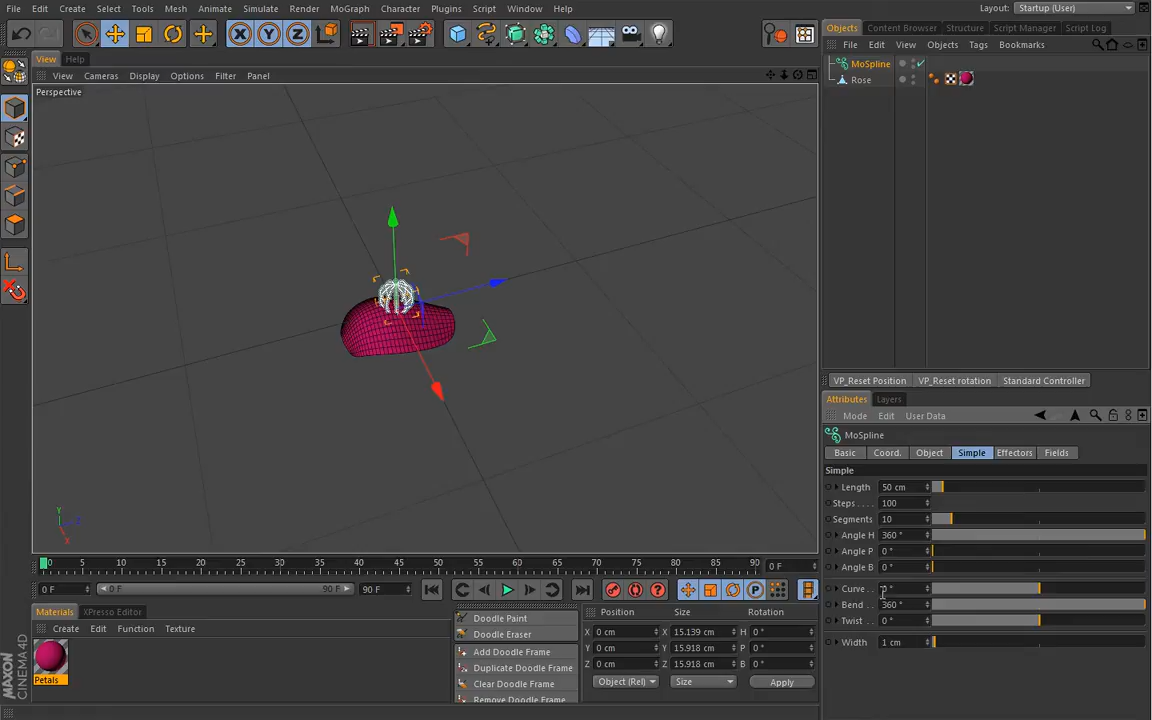 File Edit Create Select Tools Mesh Animate Simulate Render MoGraph Character Plugins Script Window Help
Layout: Startup (User)
Objects Content Browser Structure Script Manager Script Log
File Edit View Objects Tags Bookmarks
MoSpline
Rose
View Help
View Cameras Display Options Filter Panel
Perspective
X Y Z
Y
Z
X
VP_Reset Position VP_Reset rotation Standard Controller
Attributes Layers
Mode Edit User Data
MoSpline
Basic Coord. Object Simple Effectors Fields
Simple
Length 50 cm
Steps.... 100
Segments 10
Angle H 360 °
Angle P 0 °
Angle B 0 °
Curve... 0 °
Bend... 360 °
Twist... 0 °
Width 1 cm
0 5 10 15 20 25 30 35 40 45 50 55 60 65 70 75 80 85 90 0 F
0 F 0 F 90 F 90 F
Materials XPresso Editor
Create Edit Function Texture
Petals
Doodle Paint
Doodle Eraser
Add Doodle Frame
Duplicate Doodle Frame
Clear Doodle Frame
Remove Doodle Frame
Position Size Rotation
X 0 cm X 15.139 cm H 0 °
Y 0 cm Y 15.918 cm P 0 °
Z 0 cm Z 15.918 cm B 0 °
Object (Rel) Size Apply
MAXON
CINEMA4D